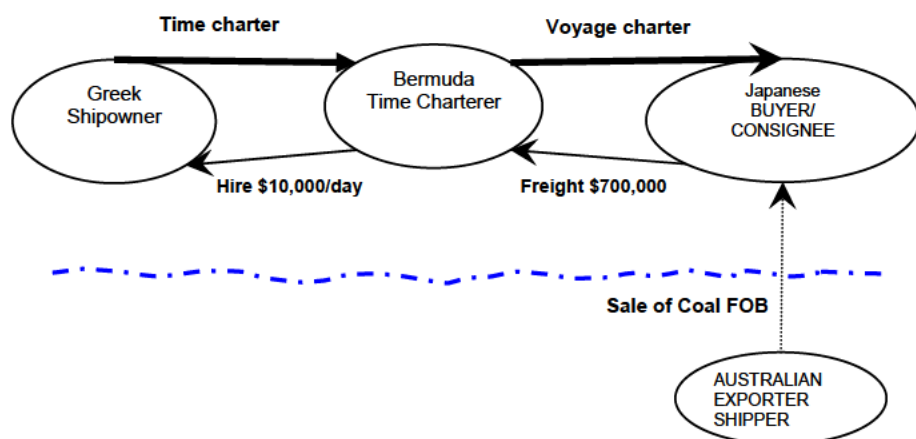 Time charter
Voyage charter
Greek
Shipowner
Bermuda
Time Charterer
Japanese
BUYER/
CONSIGNEE
Hire $10,000/day
Freight $700,000
Sale of Coal FOB
AUSTRALIAN
EXPORTER
SHIPPER